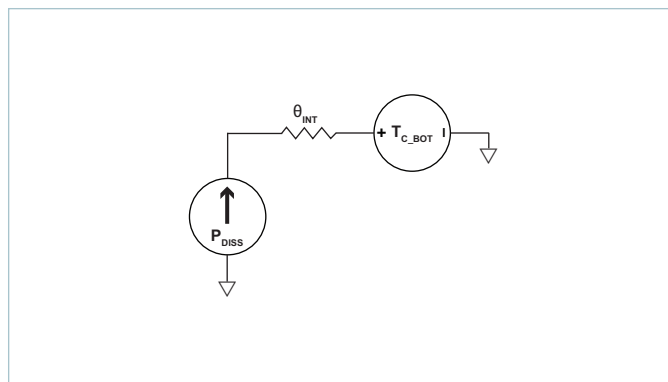 θINT
+ TC_BOT –
PDISS